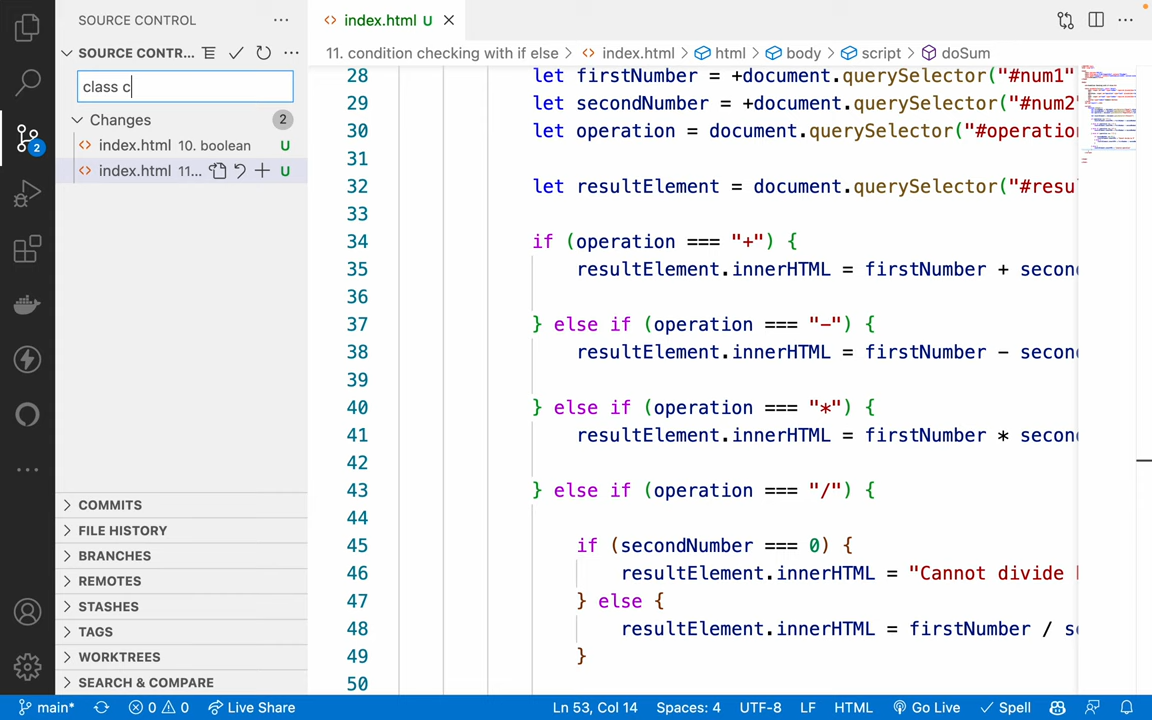 SOURCE CONTROL
SOURCE CONTR...
class c
Changes 2
index.html 10. boolean U
index.html 11... U
2
COMMITS
FILE HISTORY
BRANCHES
REMOTES
STASHES
TAGS
WORKTREES
SEARCH & COMPARE
index.html U
11. condition checking with if else > index.html > html > body > script > doSum
28 let firstNumber = +document.querySelector("#num1"
29 let secondNumber = +document.querySelector("#num2"
30 let operation = document.querySelector("#operation
31
32 let resultElement = document.querySelector("#resu
33
34 if (operation === "+") {
35 resultElement.innerHTML = firstNumber + second
36
37 } else if (operation === "-") {
38 resultElement.innerHTML = firstNumber - second
39
40 } else if (operation === "*") {
41 resultElement.innerHTML = firstNumber * second
42
43 } else if (operation === "/") {
44
45 if (secondNumber === 0) {
46 resultElement.innerHTML = "Cannot divide
47 } else {
48 resultElement.innerHTML = firstNumber / se
49 }
50
main* 0 0 Live Share Ln 53, Col 14 Spaces: 4 UTF-8 LF HTML Go Live Spell